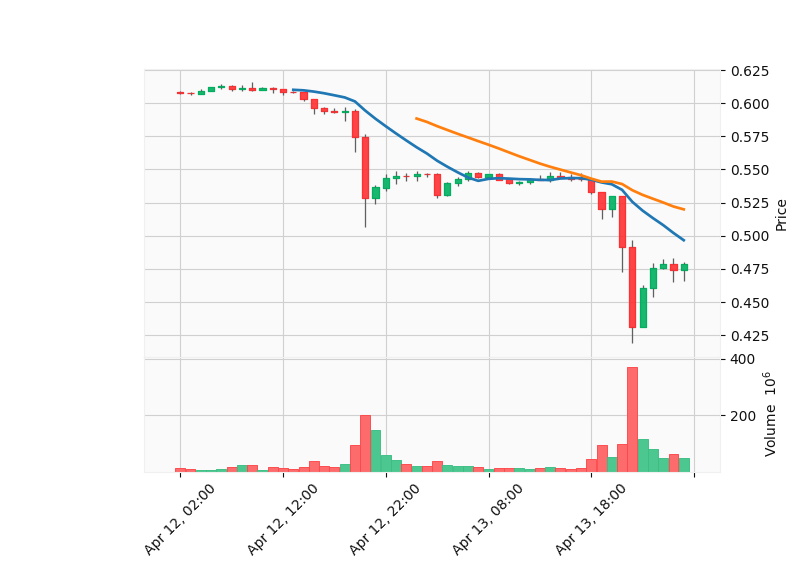 0.625
0.600
0.575
0.550
0.525
0.500
0.475
0.450
0.425
Price
400
200
Volume 10^6
Apr 12, 02:00
Apr 12, 12:00
Apr 12, 22:00
Apr 13, 08:00
Apr 13, 18:00